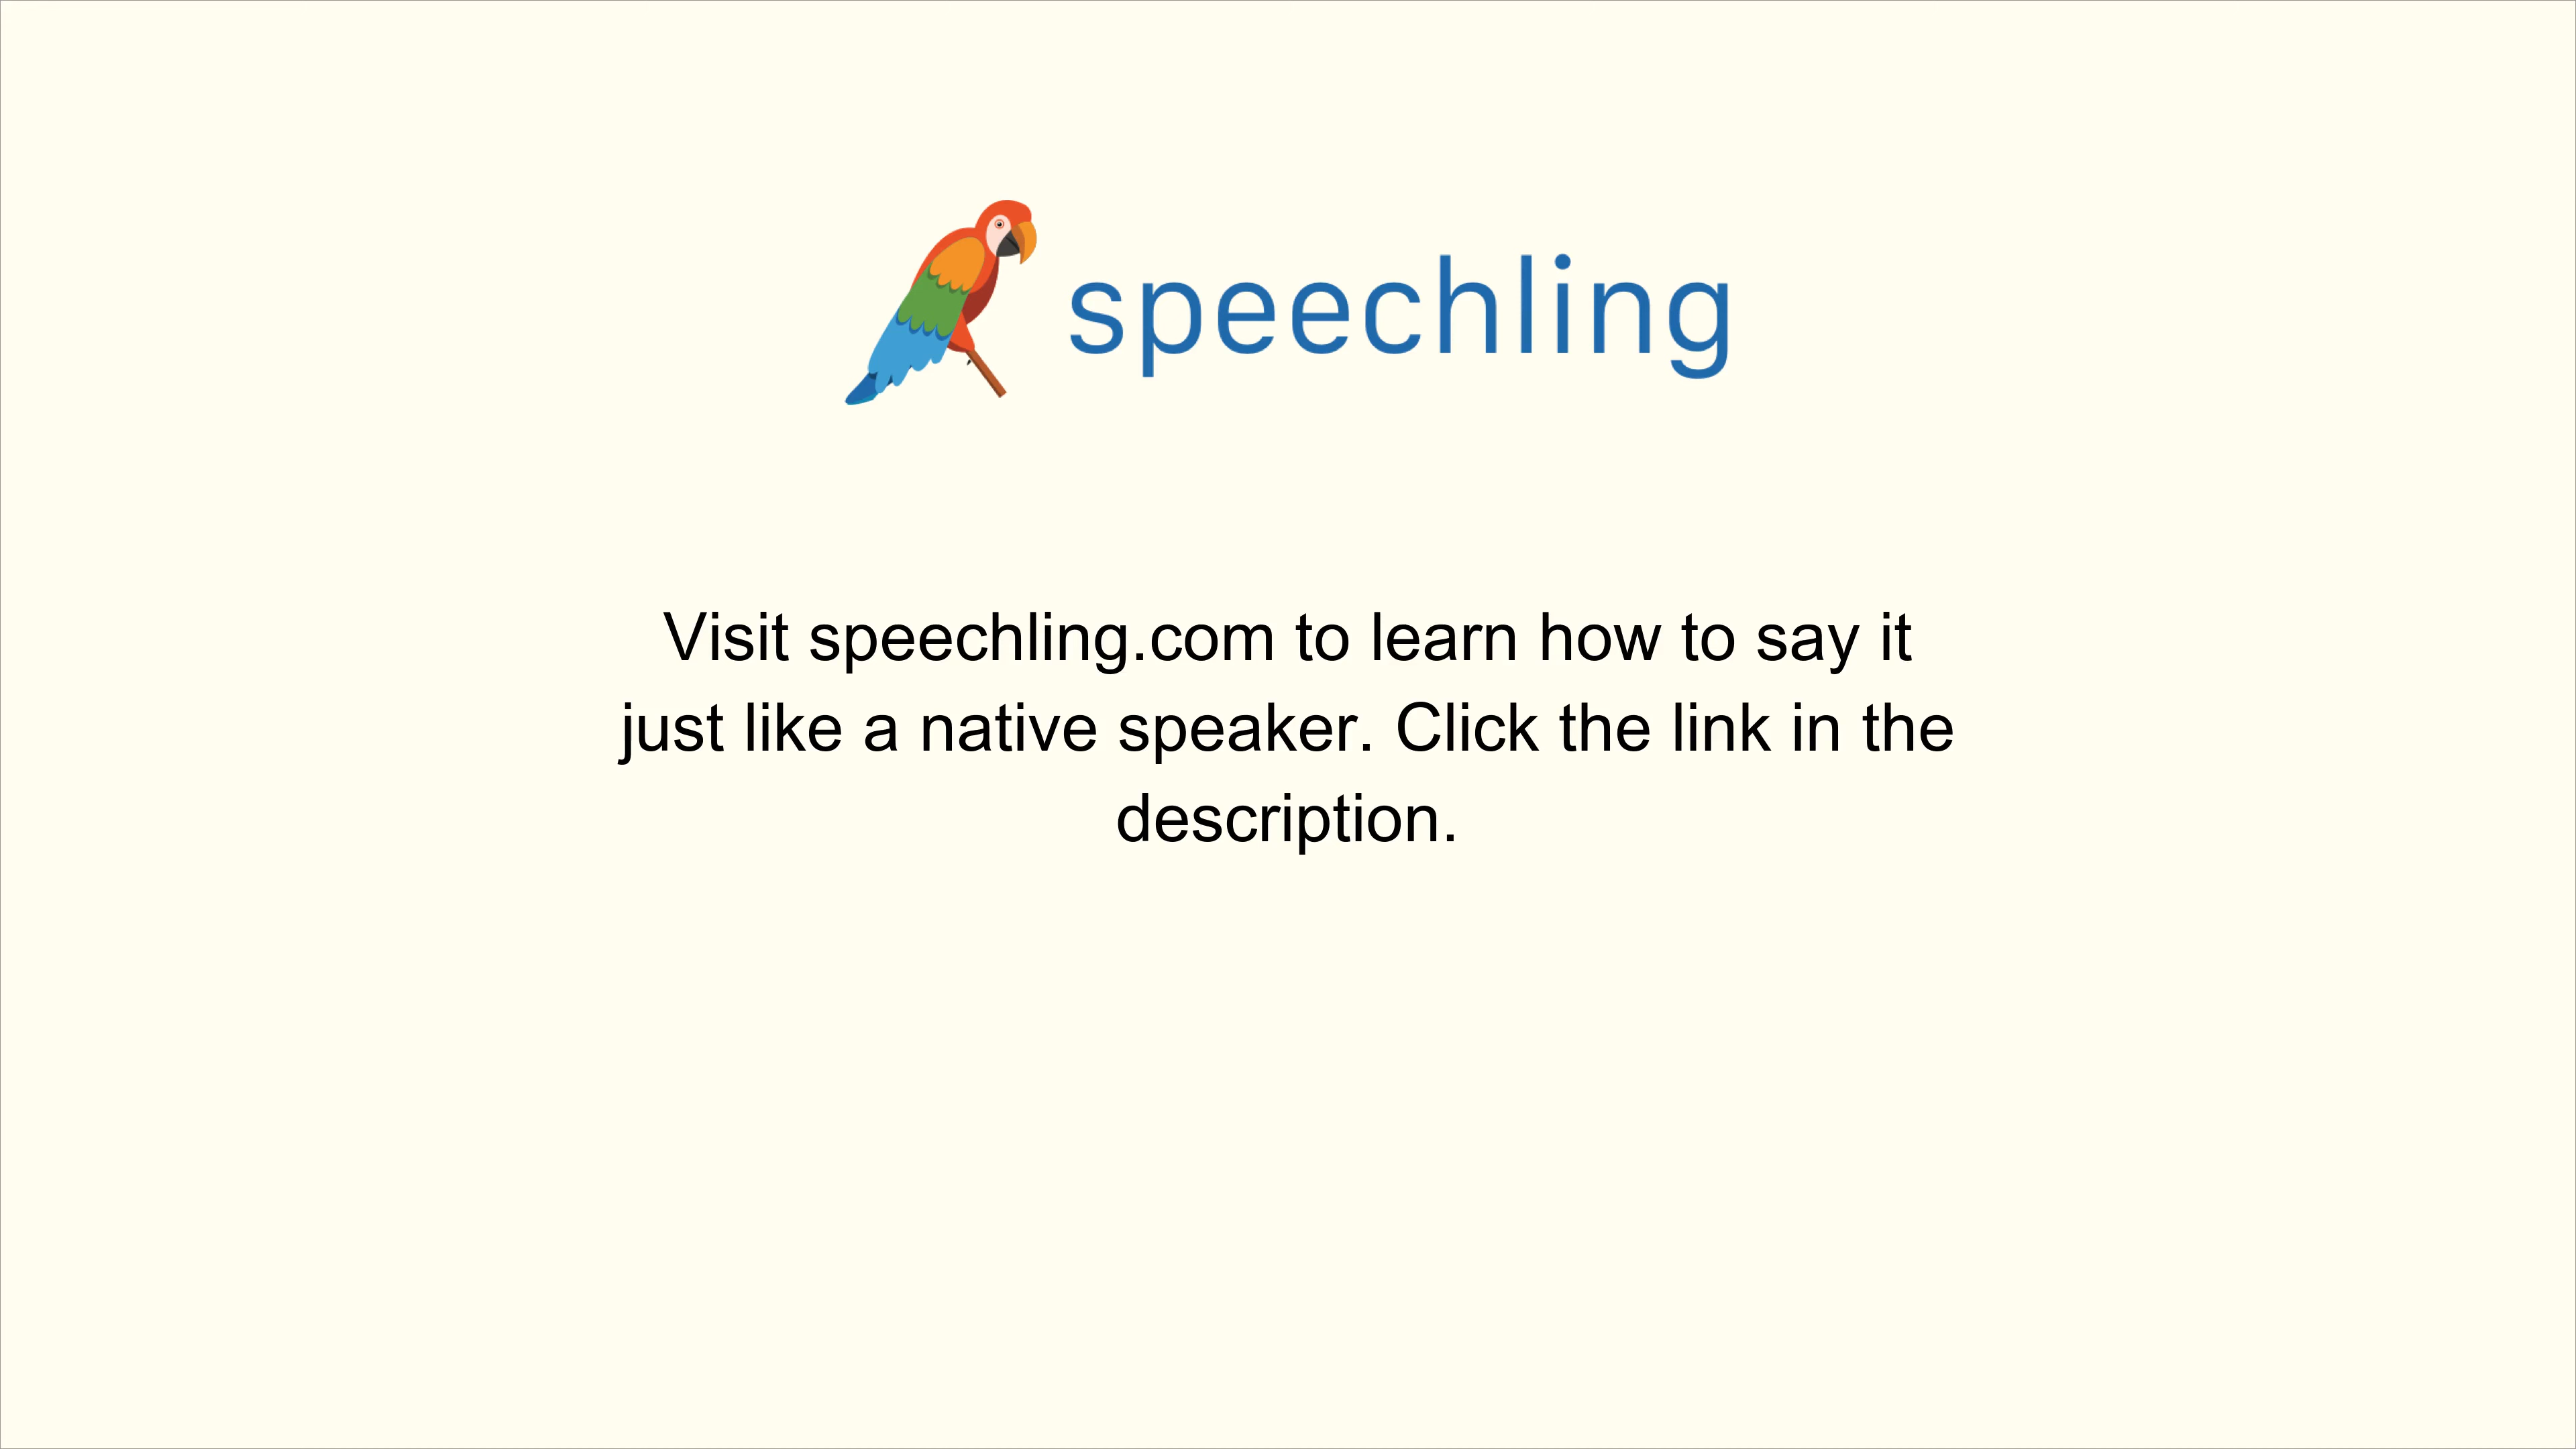 speechling
Visit speechling.com to learn how to say it
just like a native speaker. Click the link in the
description.